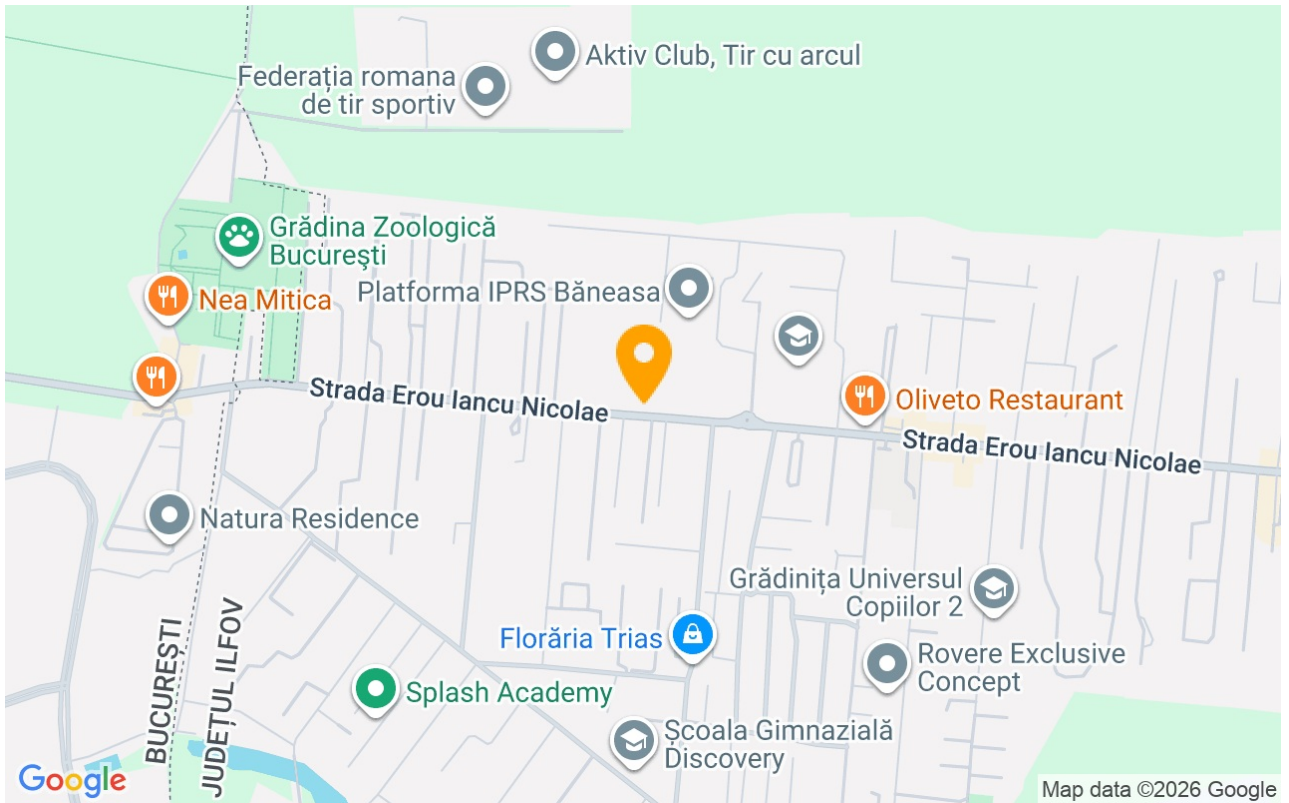 Aktiv Club, Tir cu arcul
Federația romana
de tir sportiv
Grădina Zoologică
București
Nea Mitica
Platforma IPRS Băneasa
Strada Erou Iancu Nicolae
Oliveto Restaurant
Strada Erou Iancu Nicolae
Natura Residence
Grădinița Universul
Copiilor 2
BUCUREȘTI
JUDEȚUL ILFOV
Florăria Trias
Rovere Exclusive
Concept
Splash Academy
Școala Gimnazială
Discovery
Google
Map data ©2026 Google